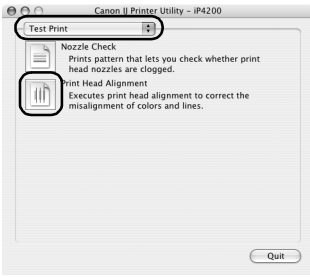 Canon IJ Printer Utility – iP4200
Test Print
Nozzle Check
Prints pattern that lets you check whether print
head nozzles are clogged.
Print Head Alignment
Executes print head alignment to correct the
misalignment of colors and lines.
Quit